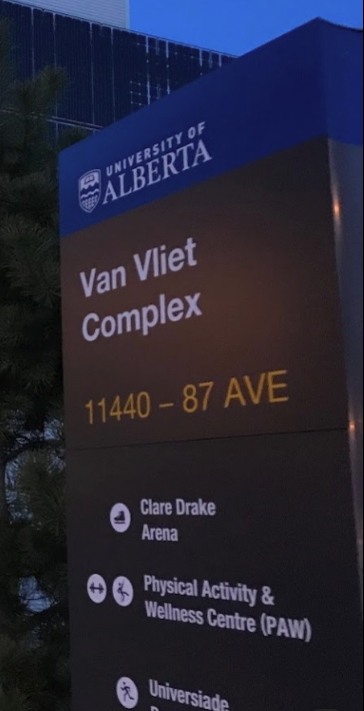 UNIVERSITY OF
ALBERTA
Van Vliet
Complex
11440 – 87 AVE
Clare Drake
Arena
Physical Activity &
Wellness Centre (PAW)
Universiade